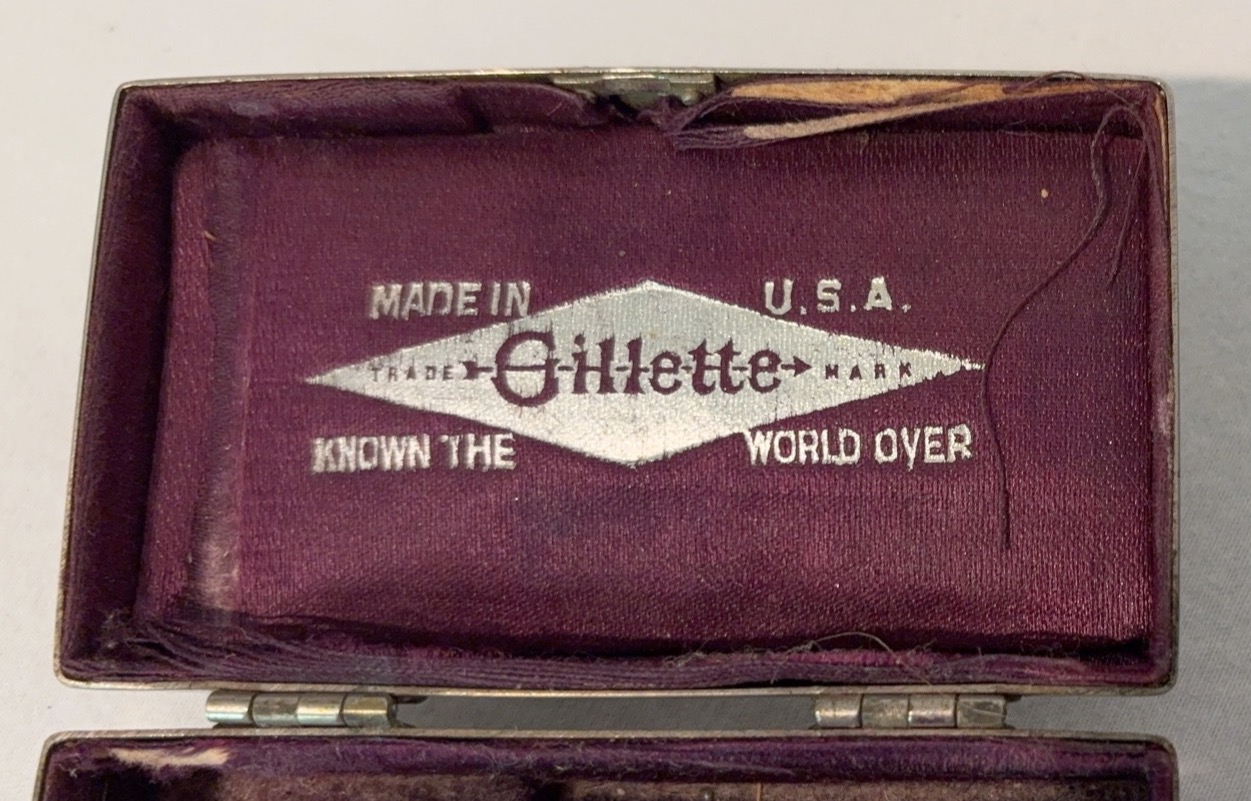 MADE IN U.S.A.
TRADE Gillette MARK
KNOWN THE WORLD OVER